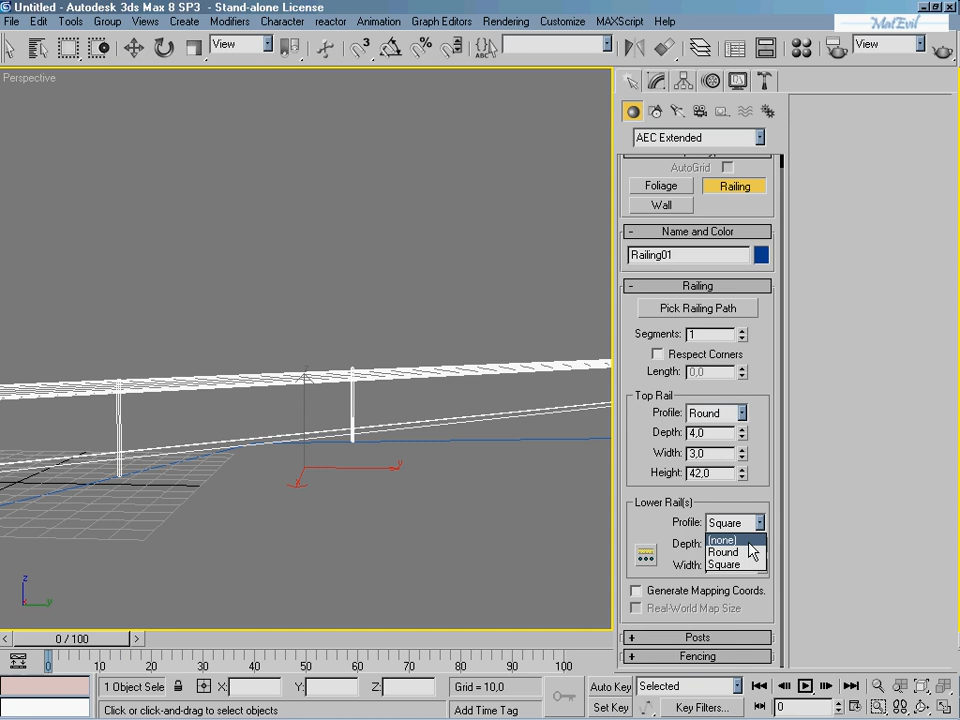 Untitled - Autodesk 3ds Max 8 SP3 - Stand-alone License
File Edit Tools Group Views Create Modifiers Character reactor Animation Graph Editors Rendering Customize MAXScript Help
MatEvil
View
3
%
ABC
View
Perspective
AEC Extended
AutoGrid
Foliage Railing
Wall
- Name and Color
Railing01
- Railing
Pick Railing Path
Segments: 1
Respect Corners
Length: 0,0
Top Rail
Profile: Round
Depth: 4,0
Width: 3,0
Height: 42,0
Lower Rail(s)
Profile: Square
(none)
Depth:
Round
Width: Square
Generate Mapping Coords.
Real-World Map Size
+ Posts
+ Fencing
z
y
x
y
< 0 / 100 >
0 10 20 30 40 50 60 70 80 90 100
1 Object Sele X: Y: Z: Grid = 10,0 Auto Key Selected
Click or click-and-drag to select objects Add Time Tag Set Key Key Filters... 0